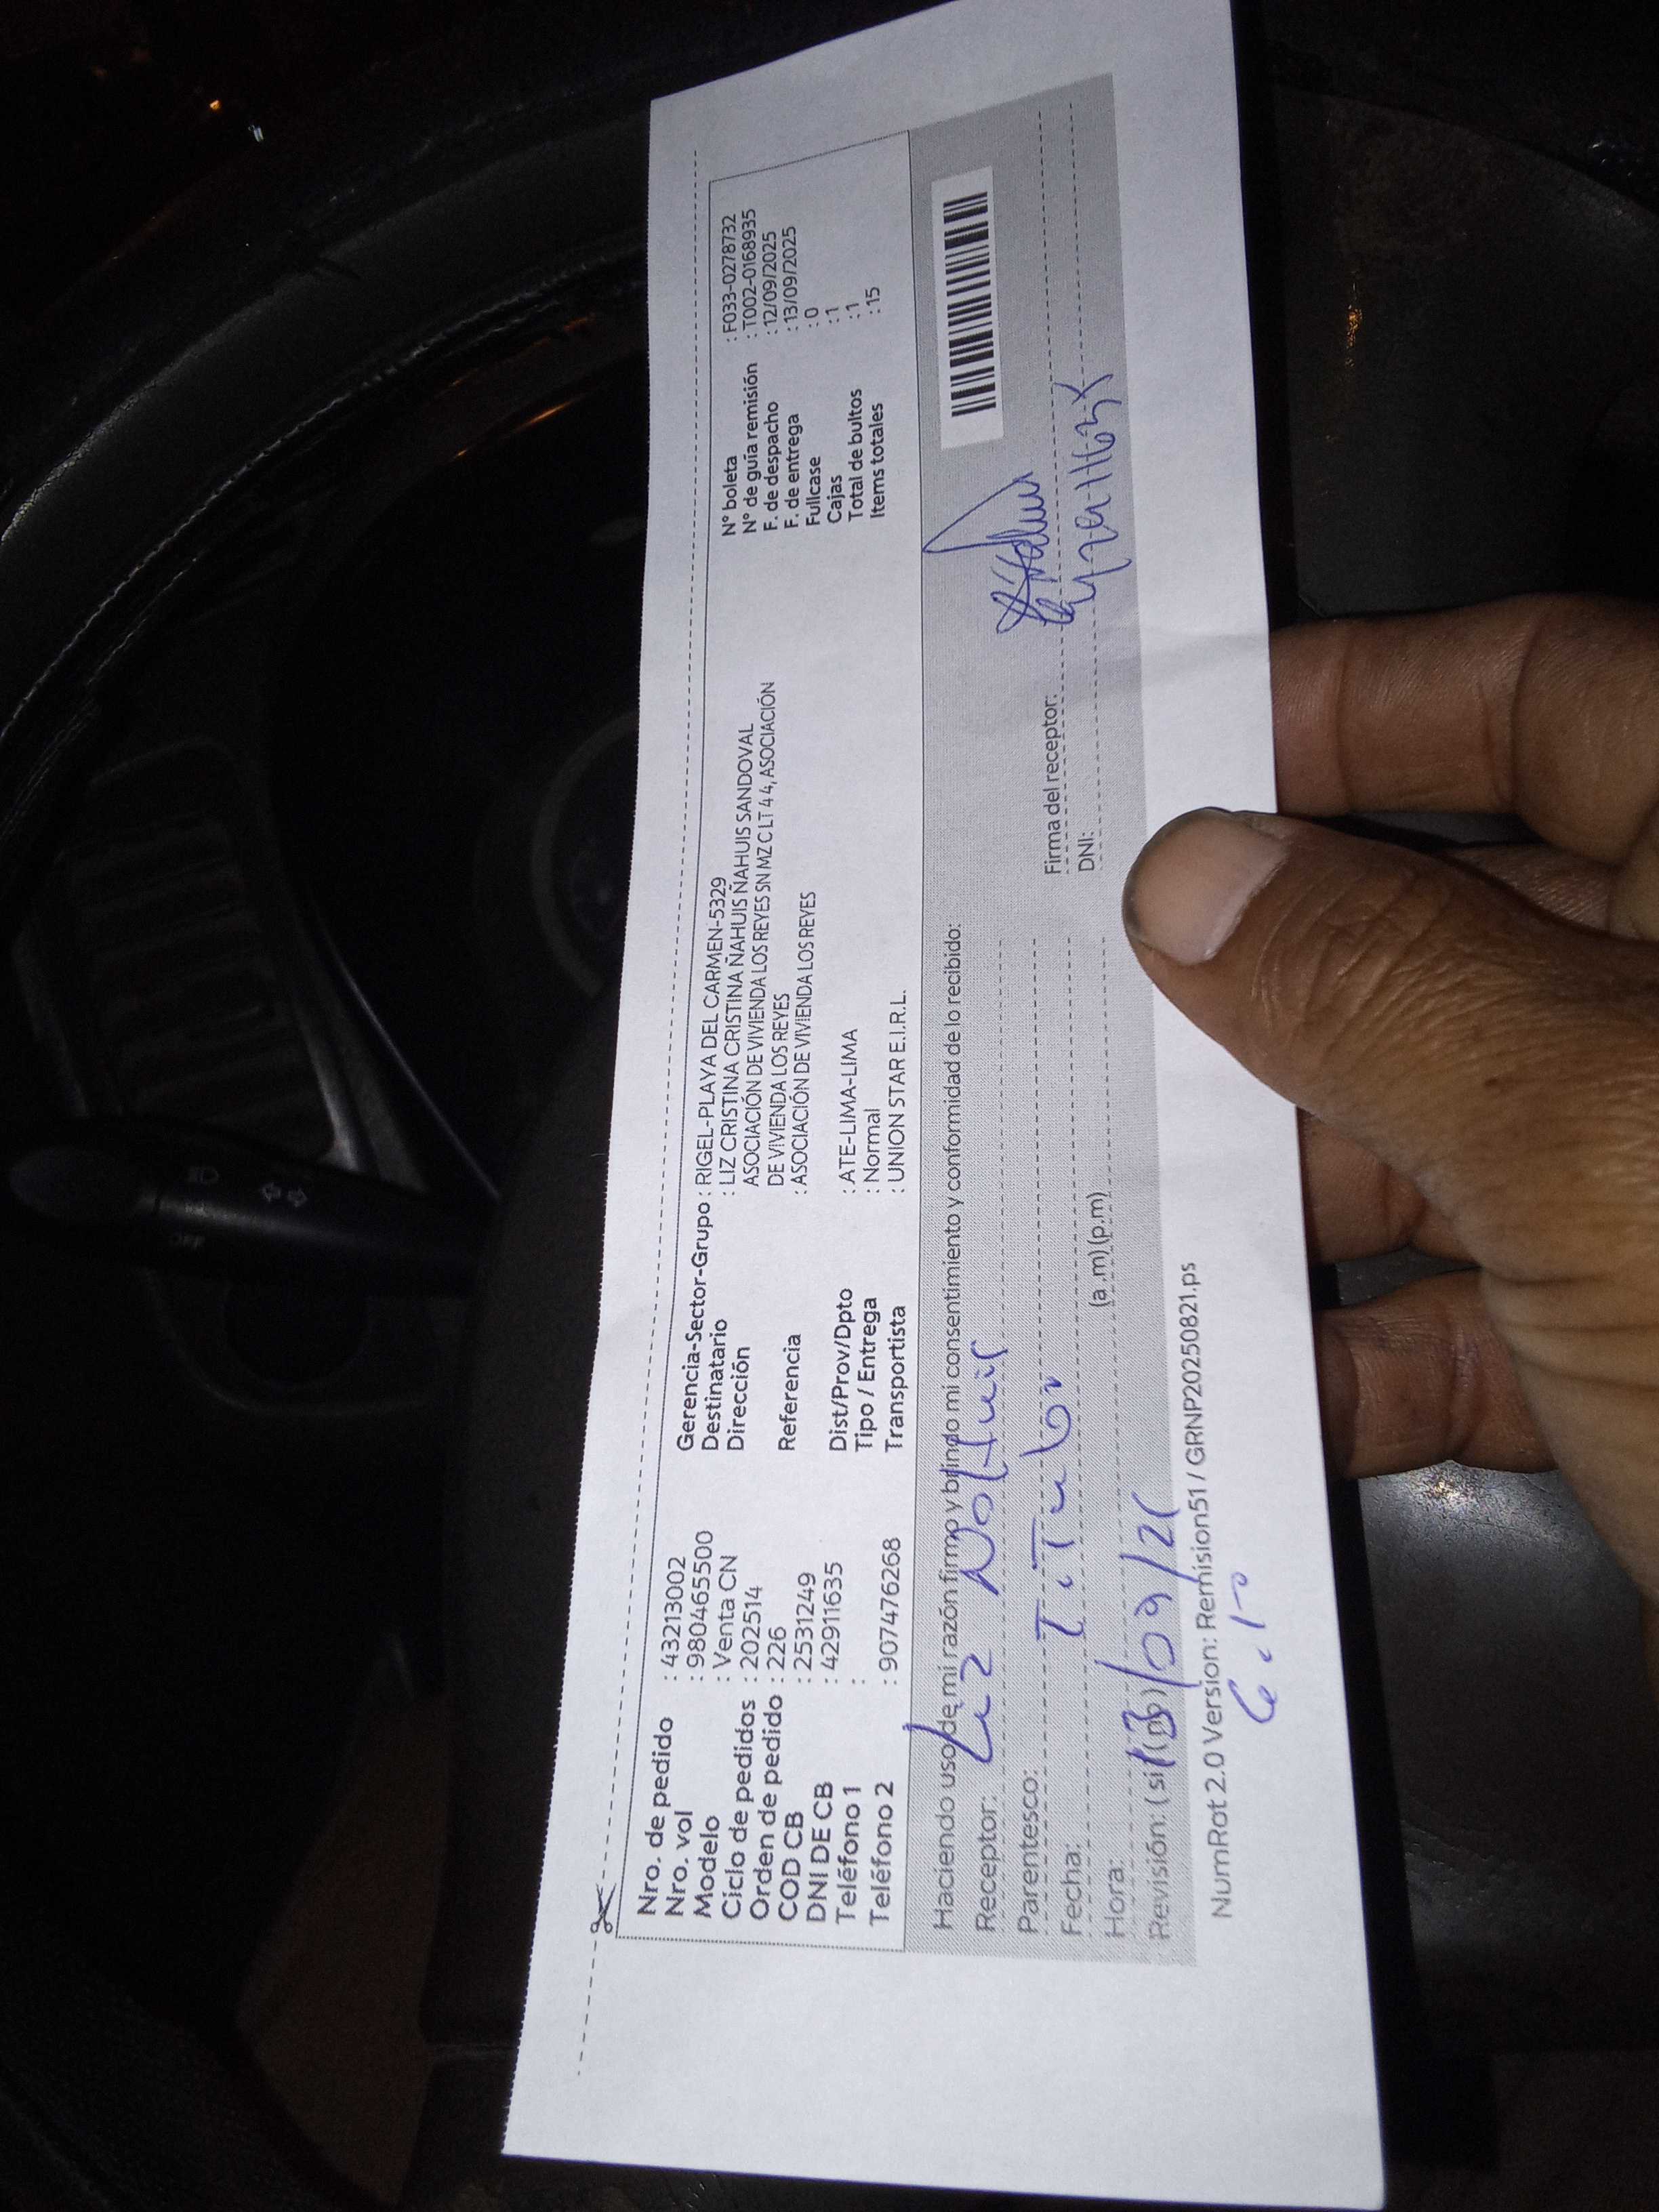 Nro. de pedido : 43213002
Nro. vol : 980465500
Modelo : Venta CN
Ciclo de pedidos : 202514
Orden de pedido : 226
COD CB : 2531249
DNI DE CB : 42911635
Teléfono 1 :
Teléfono 2 : 907476268
Gerencia-Sector-Grupo : RIGEL-PLAYA DEL CARMEN-5329
Destinatario : LIZ CRISTINA CRISTINA ÑAHUIS ÑAHUIS SANDOVAL
Dirección ASOCIACIÓN DE VIVIENDA LOS REYES SN MZ C LT 4 4, ASOCIACIÓN
DE VIVIENDA LOS REYES
Referencia : ASOCIACIÓN DE VIVIENDA LOS REYES
Dist/Prov/Dpto : ATE-LIMA-LIMA
Tipo / Entrega : Normal
Transportista : UNION STAR E.I.R.L.
N° boleta : F033-0278732
N° de guía remisión : T002-0168935
F. de despacho : 12/09/2025
F. de entrega : 13/09/2025
Fullcase : 0
Cajas : 1
Total de bultos : 1
Items totales : 15
Haciendo uso de mi razón firmo y brindo mi consentimiento y conformidad de lo recibido:
Receptor: Liz
Parentesco: TiTular
Fecha: 13/09/
Hora: (a.m) (p.m)
Revisión: (si) (no)
Firma del receptor:
DNI:
NumRot 2.0 Version: Remision51 / GRNP20250821.ps